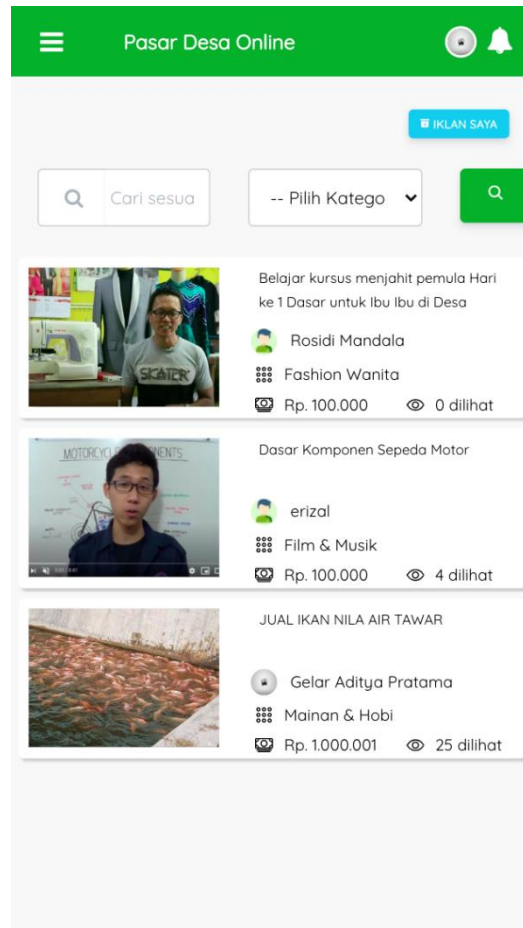 Pasar Desa Online
IKLAN SAYA
Cari sesua
-- Pilih Katego
Belajar kursus menjahit pemula Hari
ke 1 Dasar untuk Ibu Ibu di Desa
Rosidi Mandala
Fashion Wanita
Rp. 100.000 0 dilihat
SKATER
Dasar Komponen Sepeda Motor
erizal
Film & Musik
Rp. 100.000 4 dilihat
MOTORCYCLE COMPONENTS
JUAL IKAN NILA AIR TAWAR
Gelar Aditya Pratama
Mainan & Hobi
Rp. 1.000.001 25 dilihat